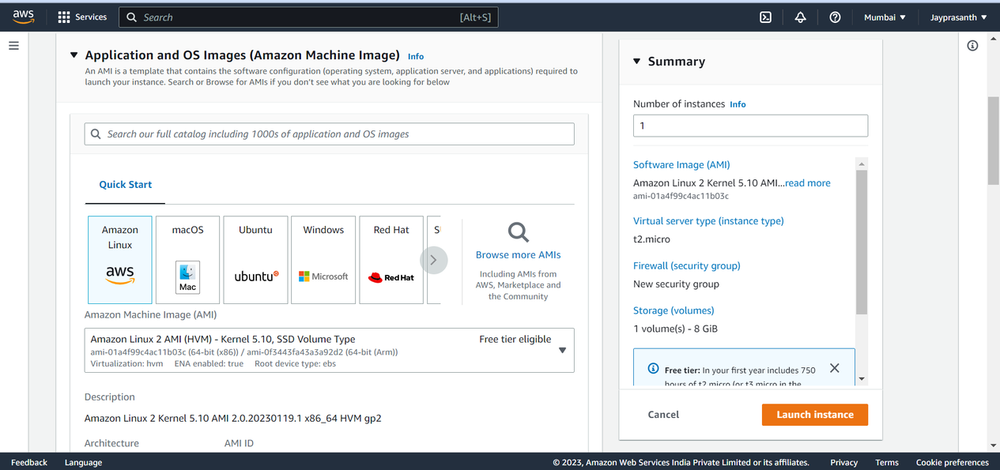 aws
Services
Search
[Alt+S]
Mumbai
Jayprasanth
Application and OS Images (Amazon Machine Image) Info
An AMI is a template that contains the software configuration (operating system, application server, and applications) required to
launch your instance. Search or Browse for AMIs if you don't see what you are looking for below
Search our full catalog including 1000s of application and OS images
Quick Start
Amazon
Linux
aws
macOS
Mac
Ubuntu
ubuntu
Windows
Microsoft
Red Hat
Red Hat
Browse more AMIs
Including AMIs from
AWS, Marketplace and
the Community
Amazon Machine Image (AMI)
Amazon Linux 2 AMI (HVM) - Kernel 5.10, SSD Volume Type
Free tier eligible
ami-01a4f99c4ac11b03c (64-bit (x86)) / ami-0f3443fa43a3a92d2 (64-bit (Arm))
Virtualization: hvm ENA enabled: true Root device type: ebs
Description
Amazon Linux 2 Kernel 5.10 AMI 2.0.20230119.1 x86_64 HVM gp2
Architecture
AMI ID
Summary
Number of instances Info
1
Software Image (AMI)
Amazon Linux 2 Kernel 5.10 AMI...read more
ami-01a4f99c4ac11b03c
Virtual server type (instance type)
t2.micro
Firewall (security group)
New security group
Storage (volumes)
1 volume(s) - 8 GiB
Free tier: In your first year includes 750
hours of t2.micro (or t3.micro in the
Cancel
Launch instance
Feedback
Language
© 2023, Amazon Web Services India Private Limited or its affiliates.
Privacy
Terms
Cookie preferences